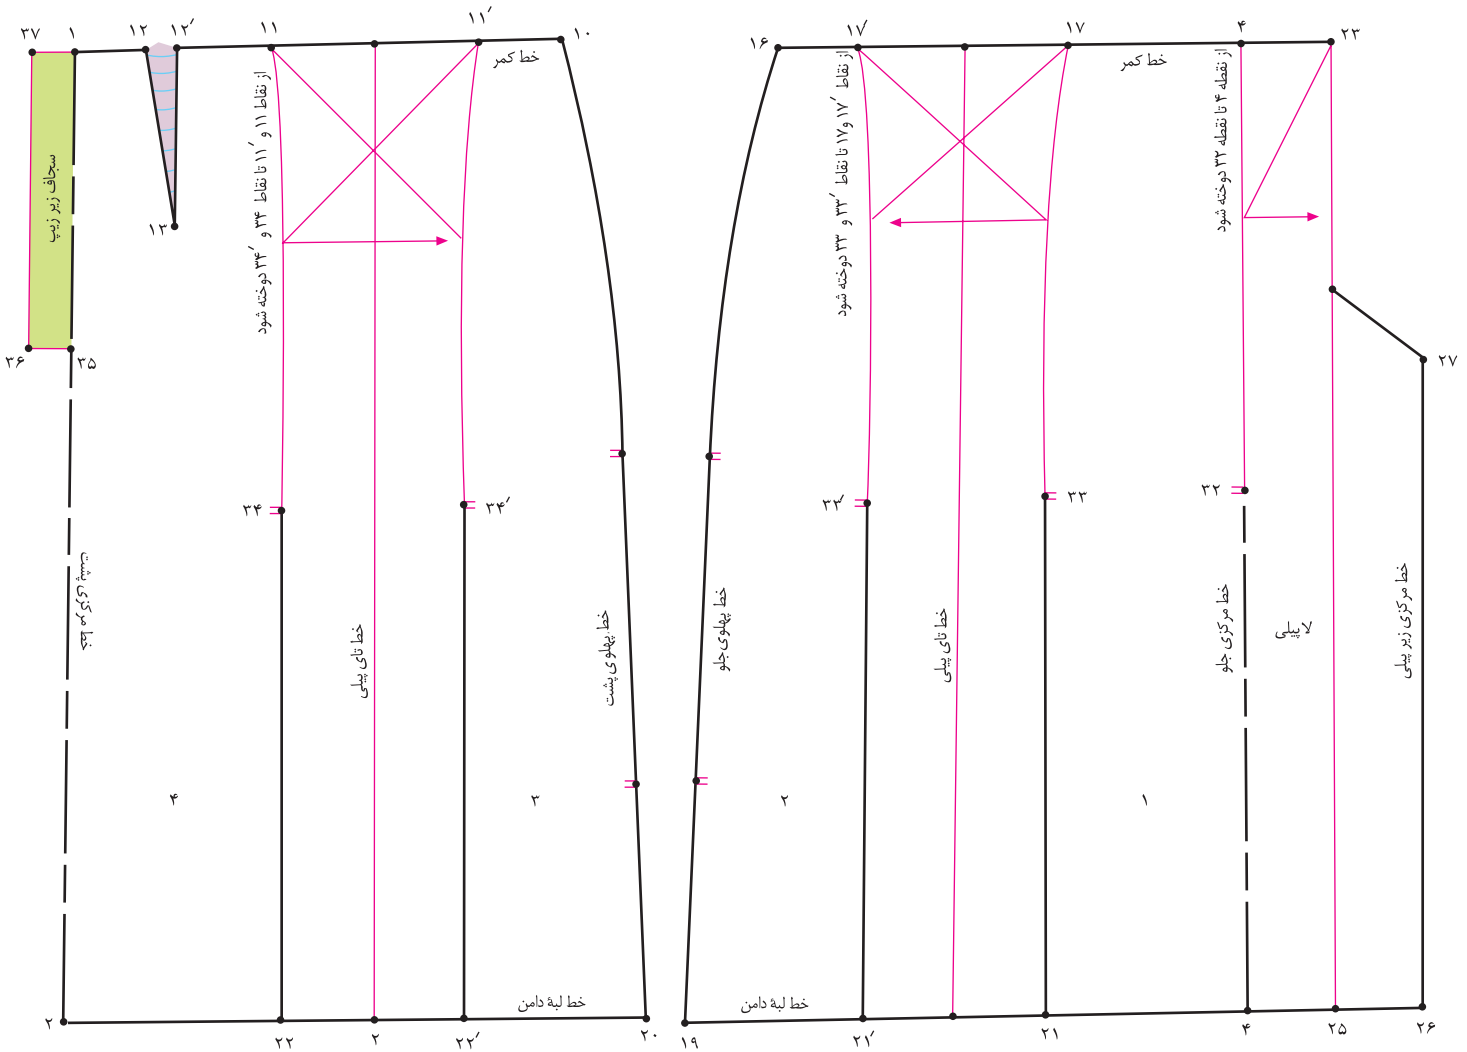 ۳۷
۱
۱۲
۱۲′
۱۱
۱۱′
۱۰
خط کمر
سجاف زیر زیپ
۱۳
از نقاط ۱۱ و ۱۱′ تا نقاط ۳۴ و ۳۴′ دوخته شود
۳۶
۳۵
۳۴
۳۴′
خط مرکزی پشت
خط تای پیلی
خط پهلوی پشت
۴
۳
خط لبهٔ دامن
۲
۲۲
۲
۲۲′
۲۰
۱۶
۱۷′
۱۷
خط کمر
۴
۲۳
از نقاط ۱۷′ و ۱۷ تا نقاط ۳۳′ و ۳۳ دوخته شود
از نقطه ۴ تا نقطه ۳۲ دوخته شود
۲۷
۳۳′
۳۳
۳۲
خط پهلوی جلو
خط تای پیلی
خط مرکزی جلو
لاپیلی
خط مرکزی زیر پیلی
۲
۱
خط لبهٔ دامن
۱۹
۲۱′
۲۱
۴
۲۵
۲۶